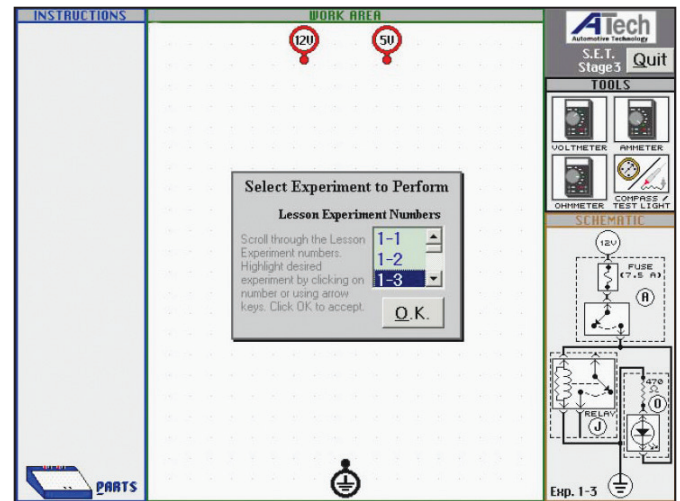 INSTRUCTIONS
WORK AREA
12V
5V
Select Experiment to Perform
Lesson Experiment Numbers
Scroll through the Lesson
Experiment numbers.
Highlight desired
experiment by clicking on
number or using arrow
keys. Click OK to accept.
1-1
1-2
1-3
O.K.
PARTS
ATech
Automotive Technology
S.E.T.
Stage3
Quit
TOOLS
VOLTMETER
AMMETER
OHMMETER
COMPASS /
TEST LIGHT
SCHEMATIC
12V
FUSE
(7.5 A)
A
470
Ω
O
RELAY
J
Exp. 1-3